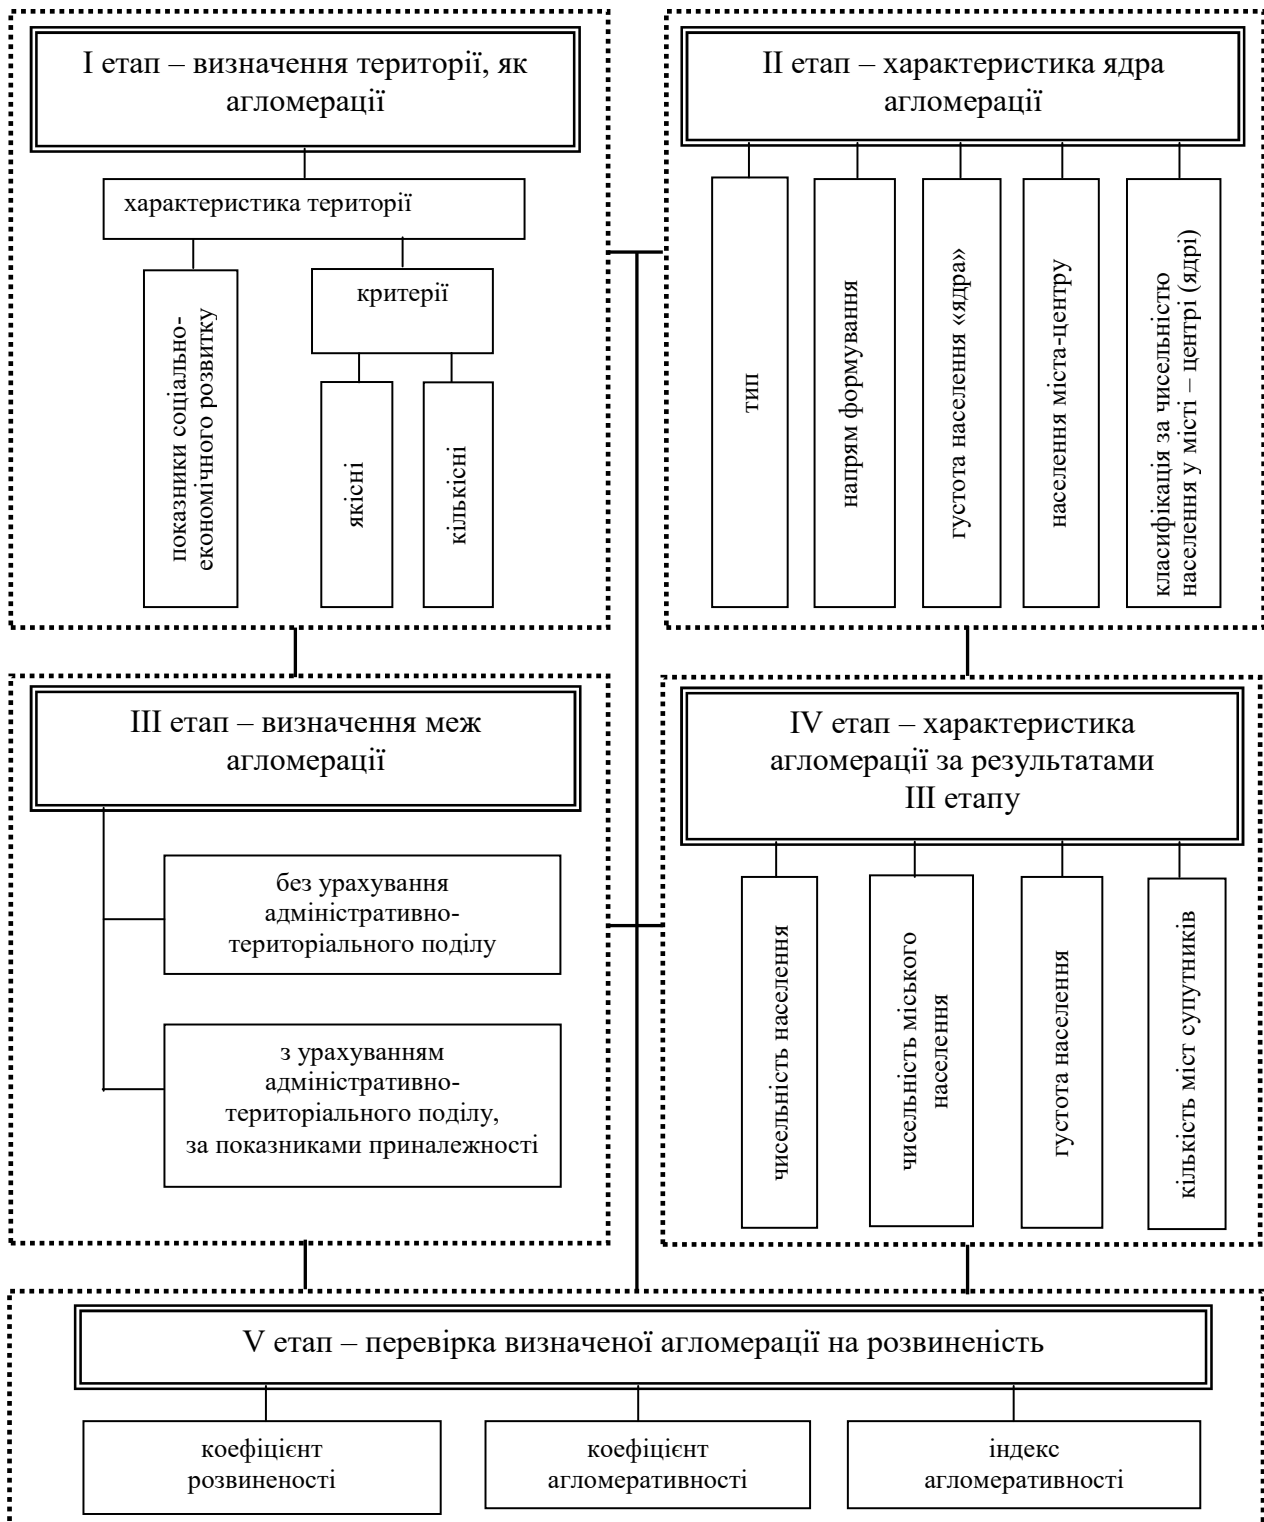 І етап – визначення території, як
агломерації
характеристика території
показники соціально-
економічного розвитку
критерії
якісні
кількісні
ІІ етап – характеристика ядра
агломерації
тип
напрям формування
густота населення «ядра»
населення міста-центру
класифікація за чисельністю
населення у місті – центрі (ядрі)
ІІІ етап – визначення меж
агломерації
без урахування
адміністративно-
територіального поділу
з урахуванням
адміністративно-
територіального поділу,
за показниками приналежності
IV етап – характеристика
агломерації за результатами
ІІІ етапу
чисельність населення
чисельність міського
населення
густота населення
кількість міст супутників
V етап – перевірка визначеної агломерації на розвиненість
коефіцієнт
розвиненості
коефіцієнт
агломеративності
індекс
агломеративності